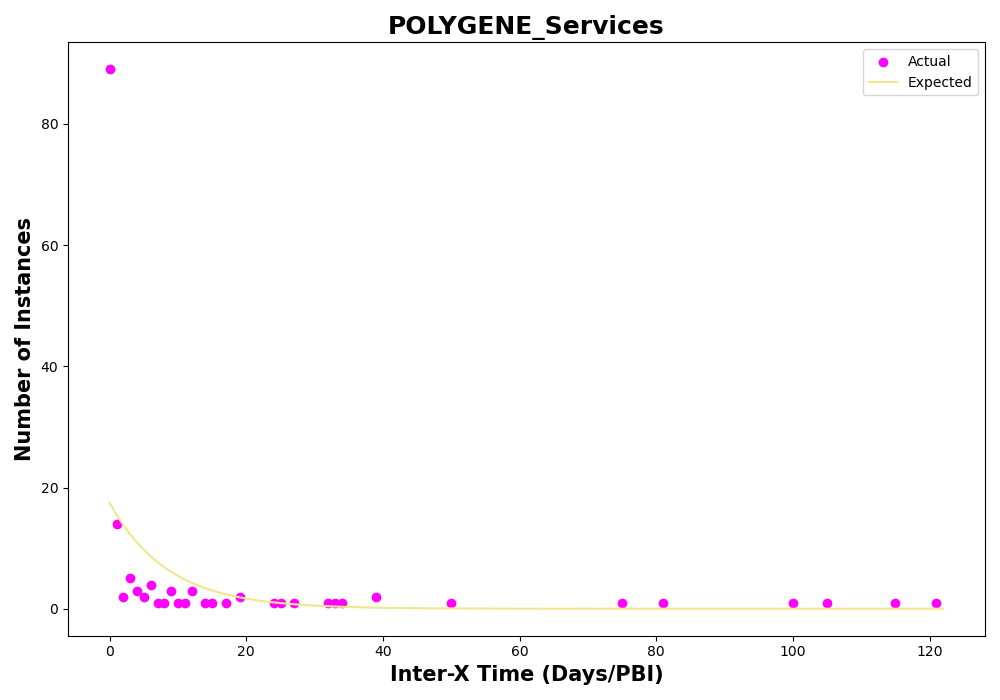 POLYGENE_Services
Actual
Expected
80
60
40
20
0
Number of Instances
0 20 40 60 80 100 120
Inter-X Time (Days/PBI)